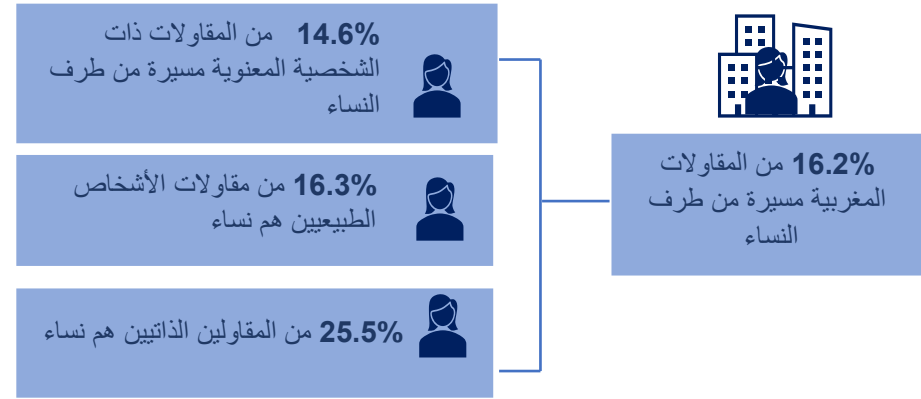 16.2% من المقاولات
المغربية مسيرة من طرف
النساء
14.6% من المقاولات ذات
الشخصية المعنوية مسيرة من طرف
النساء
16.3% من مقاولات الأشخاص
الطبيعيين هم نساء
25.5% من المقاولين الذاتيين هم نساء